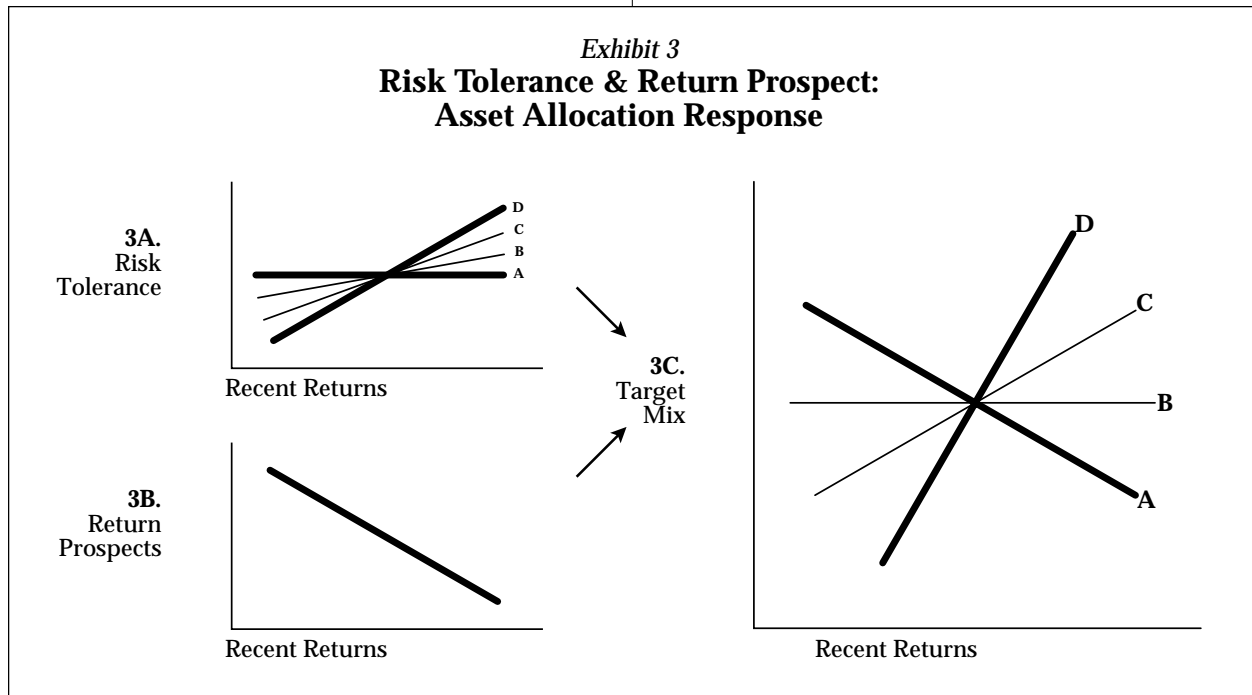 Exhibit 3
Risk Tolerance & Return Prospect:
Asset Allocation Response
3A.
Risk
Tolerance
D
C
B
A
Recent Returns
3B.
Return
Prospects
Recent Returns
3C.
Target
Mix
D
C
B
A
Recent Returns